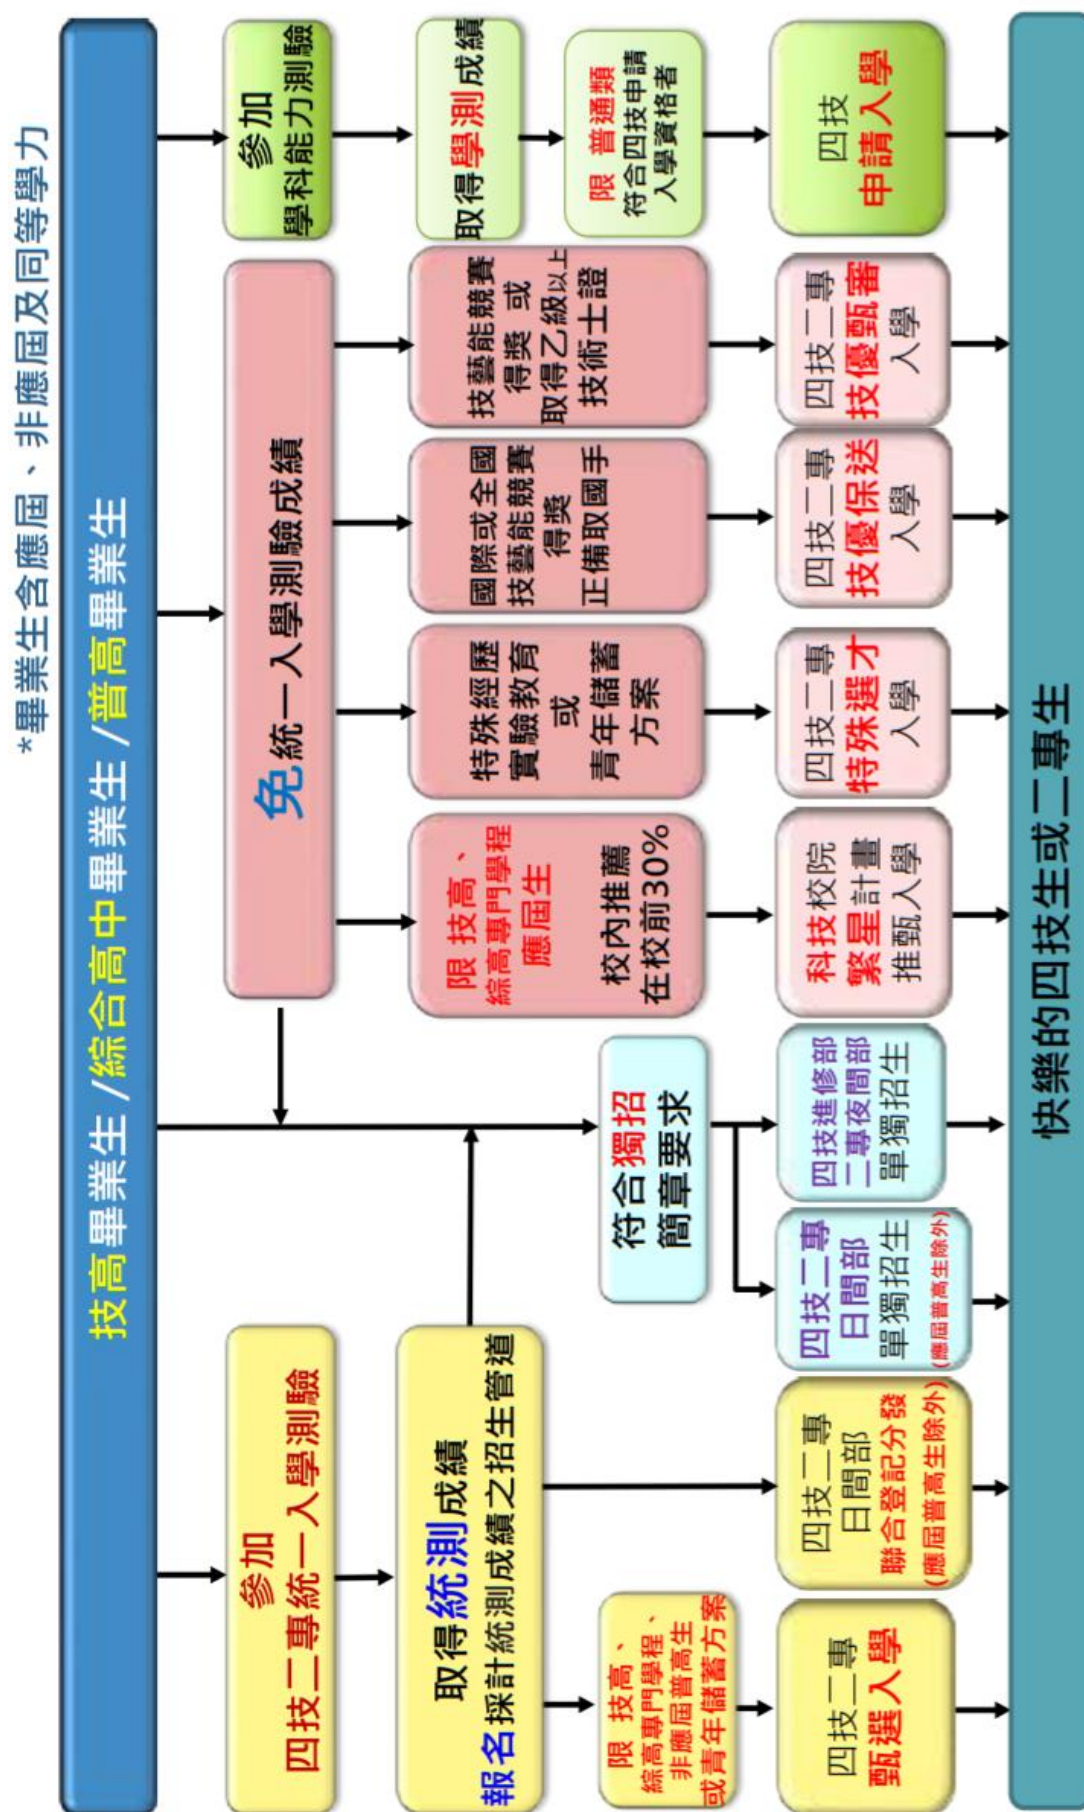 *畢業生含應屆、非應屆及同等學力
技高畢業生/綜合高中畢業生/普高畢業生
參加
四技二專統一入學測驗
取得統測成績
報名採計統測成績之招生管道
限 技高、
綜高專門學程、
非應屆普高生
或青年儲蓄方案
四技二專
甄選入學
四技二專
日間部
聯合登記分發
(應屆普高生除外)
符合獨招
簡章要求
四技二專
日間部
單獨招生
(應屆普高生除外)
四技進修部
二專夜間部
單獨招生
免統一入學測驗成績
限 技高、
綜高專門學程
應屆生
校內推薦
在校前30%
科技校院
繁星計畫
推甄入學
特殊經歷
實驗教育
或
青年儲蓄
方案
四技二專
特殊選才
入學
國際或全國
技藝能競賽
得獎
正備取國手
四技二專
技優保送
入學
技藝能競賽
得獎 或
取得乙級以上
技術士證
四技二專
技優甄審
入學
參加
學科能力測驗
取得學測成績
限 普通類
符合四技申請
入學資格者
四技
申請入學
快樂的四技生或二專生